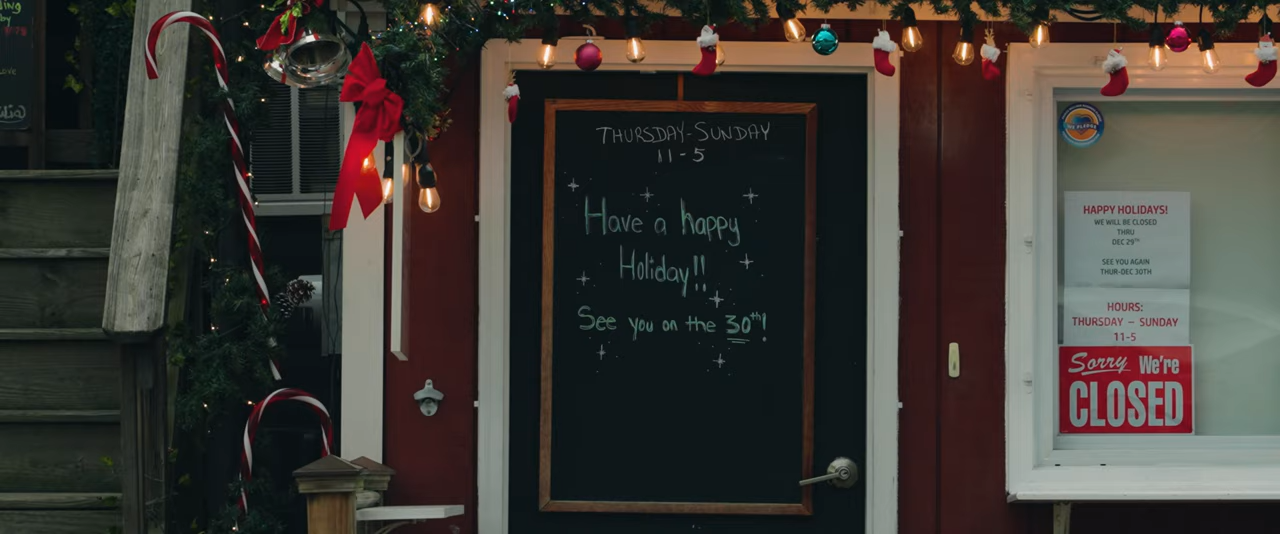 THURSDAY-SUNDAY
11-5
Have a happy
Holiday!!
See you on the 30th!
HAPPY HOLIDAYS!
WE WILL BE CLOSED
THRU
DEC 29TH
SEE YOU AGAIN
THUR-DEC 30TH
HOURS:
THURSDAY – SUNDAY
11-5
Sorry We're
CLOSED